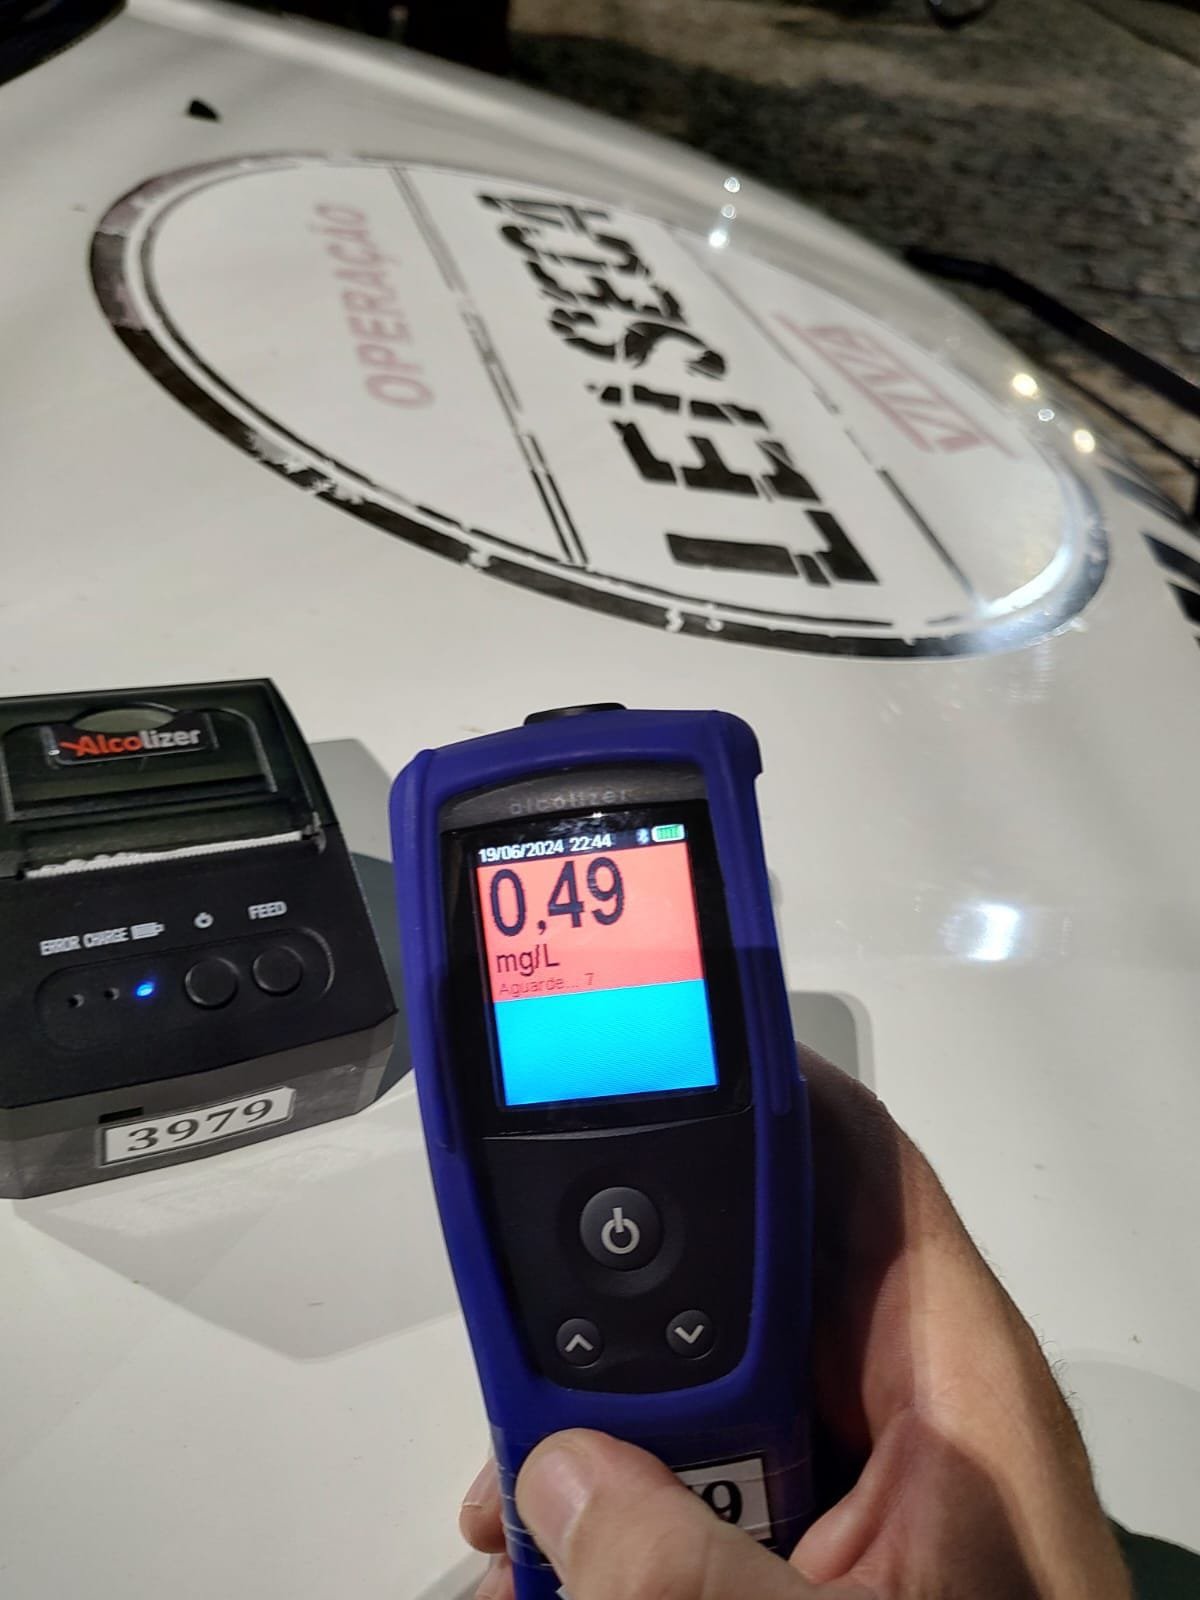 OPERAÇÃO
LEI SECA
VIVA
Alcolizer
ERROR CHARGE
FEED
3979
alcolizer
19/06/2024 22:44
0,49
mg/L
Aguarde... 7